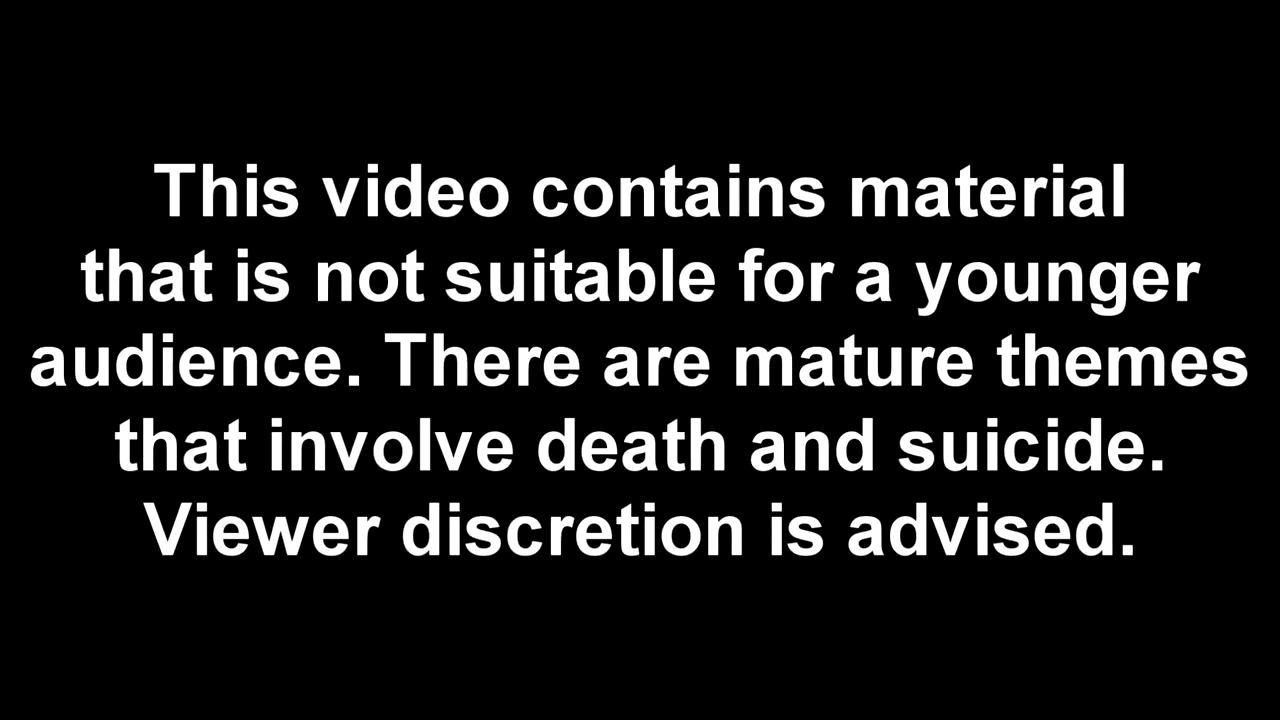 This video contains material
that is not suitable for a younger
audience. There are mature themes
that involve death and suicide.
Viewer discretion is advised.